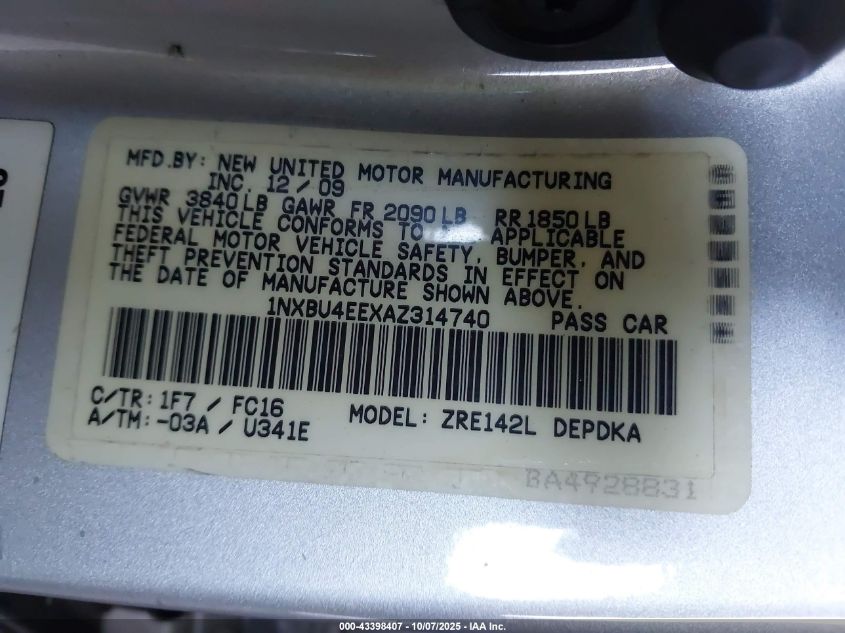 MFD.BY: NEW UNITED MOTOR MANUFACTURING
INC. 12/09
GVWR 3840LB GAWR FR 2090LB RR1850LB
THIS VEHICLE CONFORMS TO APPLICABLE
FEDERAL MOTOR VEHICLE SAFETY, BUMPER, AND
THEFT PREVENTION STANDARDS IN EFFECT ON
THE DATE OF MANUFACTURE SHOWN ABOVE.
1NXBU4EEXAZ314740 PASS CAR
C/TR: 1F7 / FC16
A/TM: -03A / U341E MODEL: ZRE142L DEPDKA
BA4928831
000-43398407 - 10/07/2025 - IAA Inc.